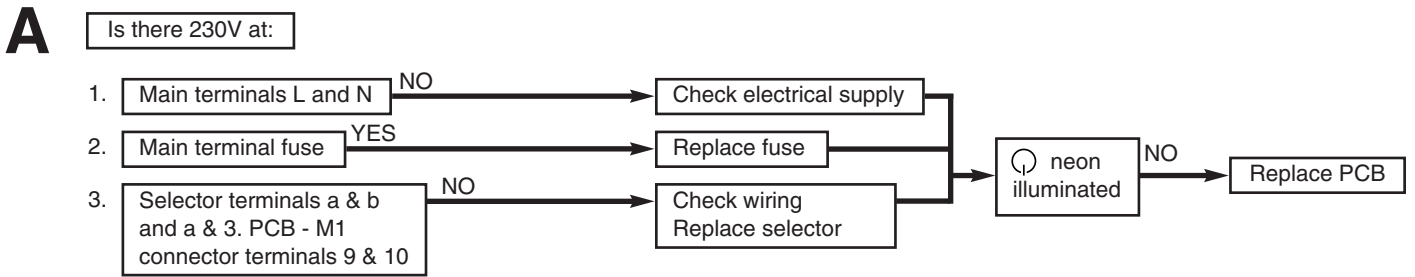 A
Is there 230V at:
1. Main terminals L and N
NO
Check electrical supply
2. Main terminal fuse
YES
Replace fuse
3. Selector terminals a & b
and a & 3. PCB - M1
connector terminals 9 & 10
NO
Check wiring
Replace selector
neon
illuminated
NO
Replace PCB